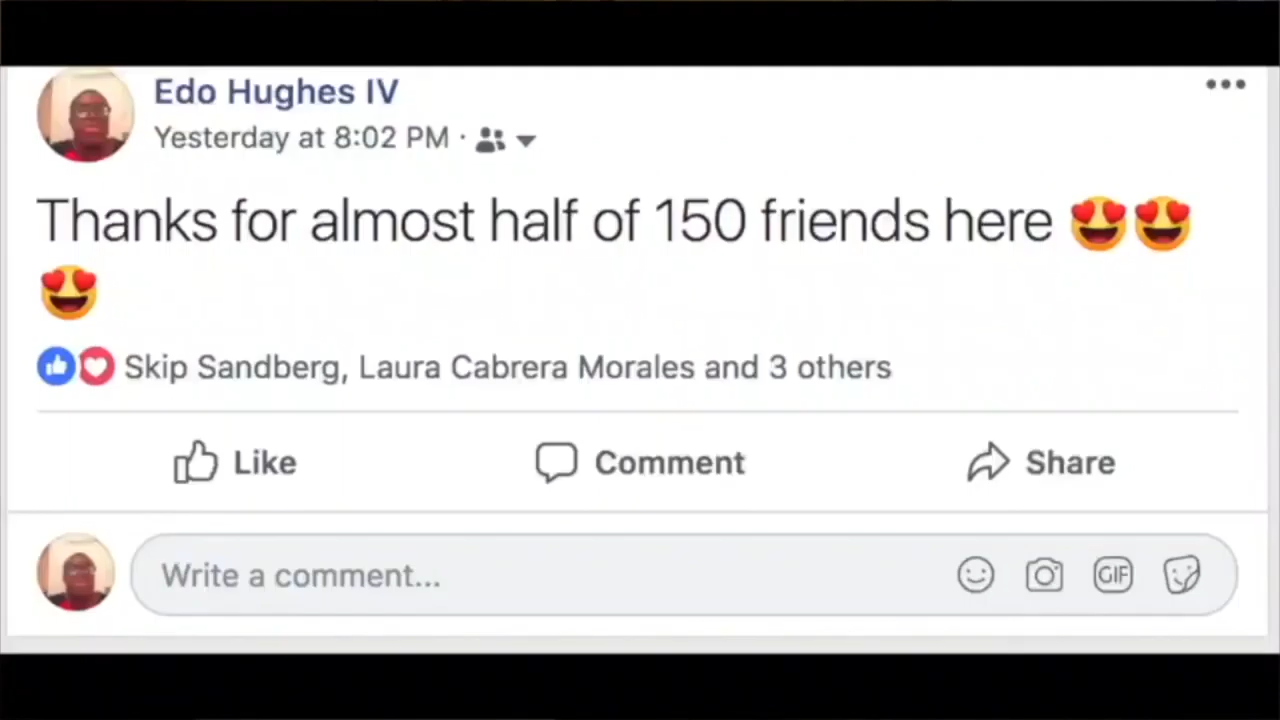 Edo Hughes IV
Yesterday at 8:02 PM ·
Thanks for almost half of 150 friends here 😍😍
😍
Skip Sandberg, Laura Cabrera Morales and 3 others
Like Comment Share
Write a comment... GIF